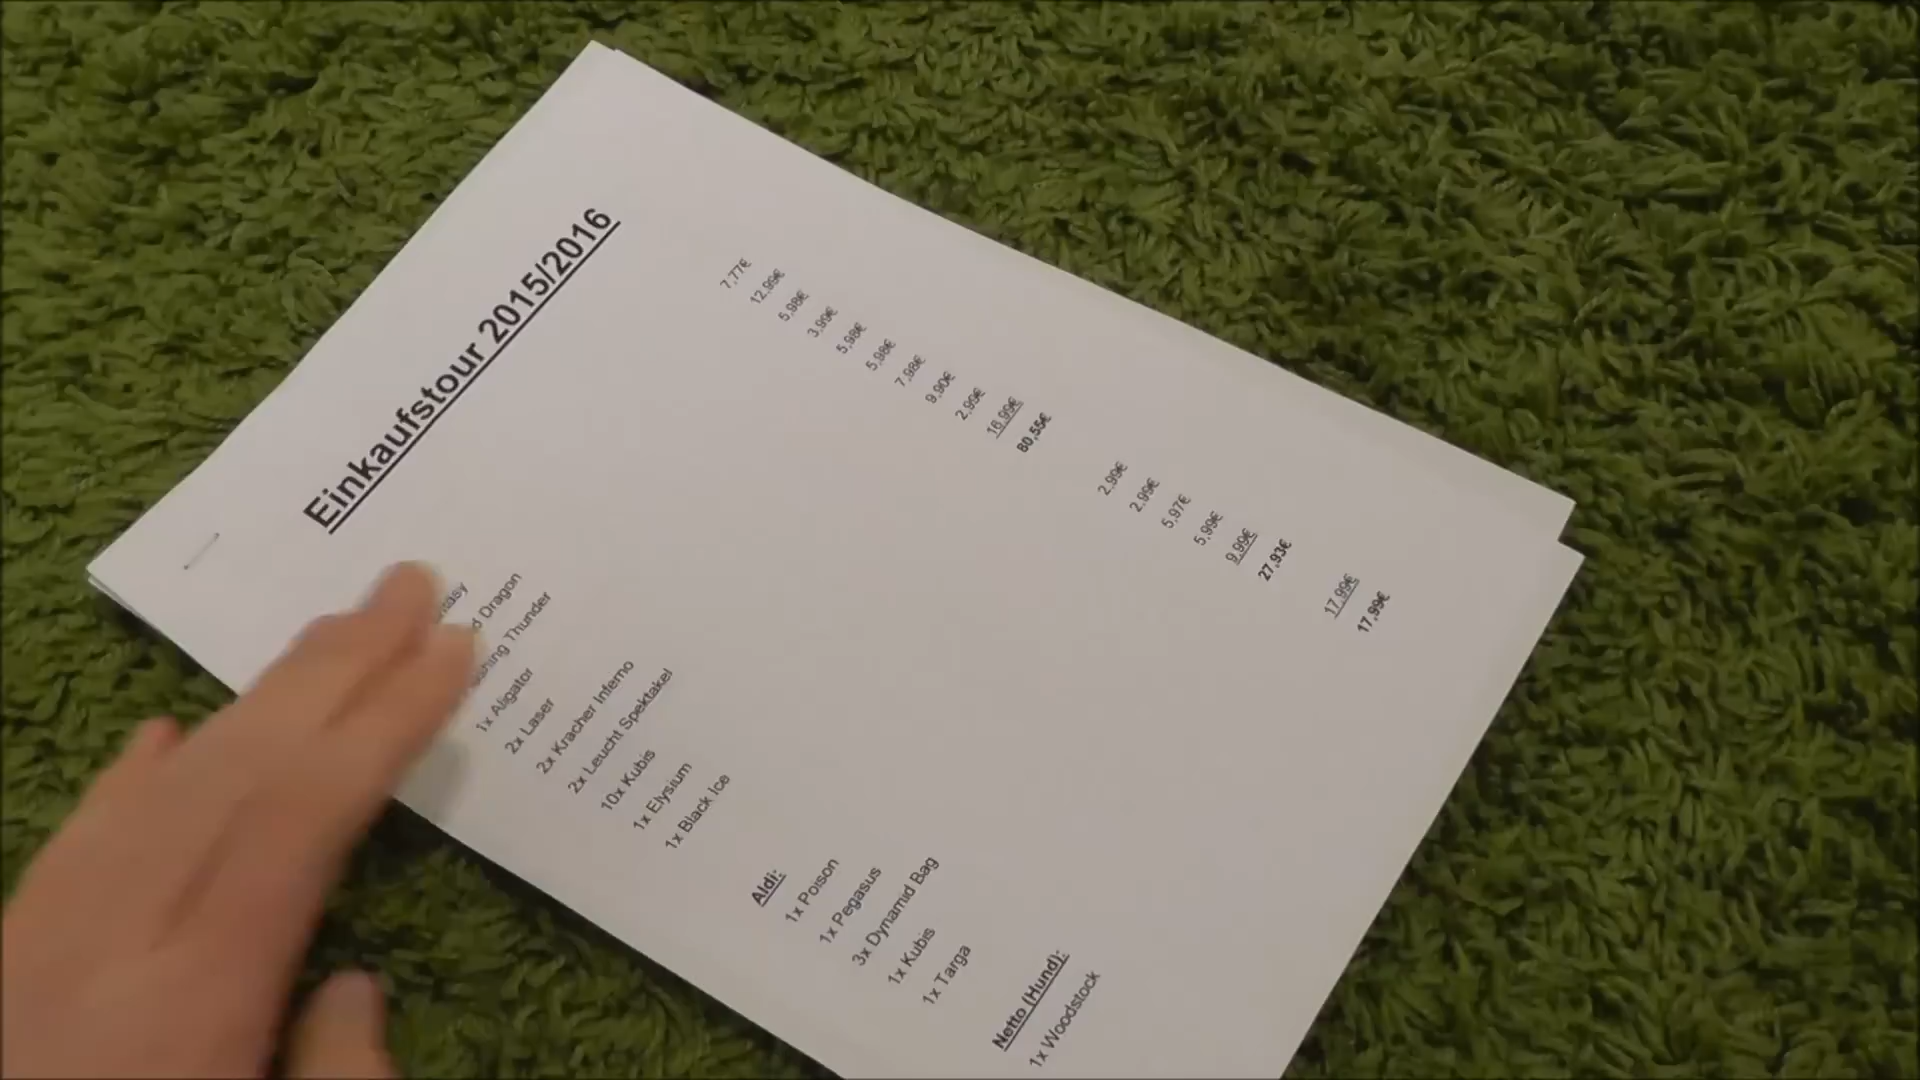 Einkaufstour 2015/2016
7,77€
Dragon 12,99€
Thunder 5,98€
1x Aligator 3,99€
2x Laser 5,98€
2x Kracher Inferno 5,98€
2x Leucht Spektakel 7,98€
10x Kubis 9,90€
1x Elysium 2,99€
1x Black Ice 16,99€
80,55€
Aldi:
1x Poison 2,99€
1x Pegasus 2,99€
3x Dynamid Bag 5,97€
1x Kubis 5,99€
1x Targa 9,99€
27,93€
Netto (Hund):
1x Woodstock 17,99€
17,99€